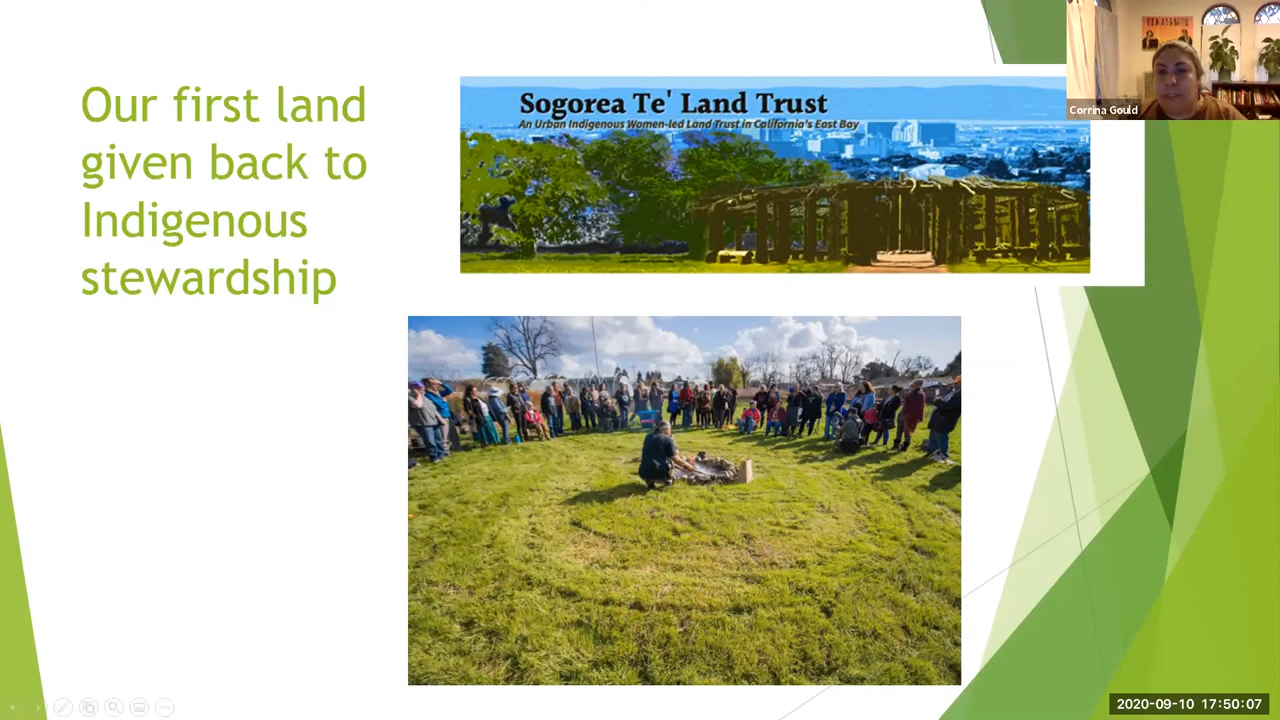 Our first land
given back to
Indigenous
stewardship
Sogorea Te' Land Trust
An Urban Indigenous Women-led Land Trust in California's East Bay
Corrina Gould
2020-09-10 17:50:07